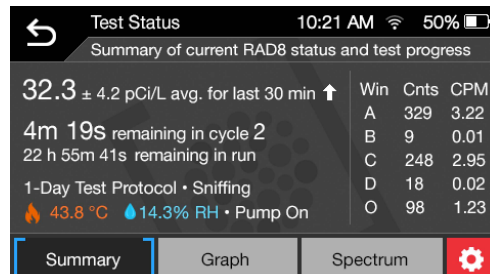 Test Status 10:21 AM 50%
Summary of current RAD8 status and test progress
32.3 ± 4.2 pCi/L avg. for last 30 min
4m 19s remaining in cycle 2
22 h 55m 41s remaining in run
1-Day Test Protocol • Sniffing
43.8 °C 14.3% RH • Pump On
Win Cnts CPM
A 329 3.22
B 9 0.01
C 248 2.95
D 18 0.02
O 98 1.23
Summary Graph Spectrum